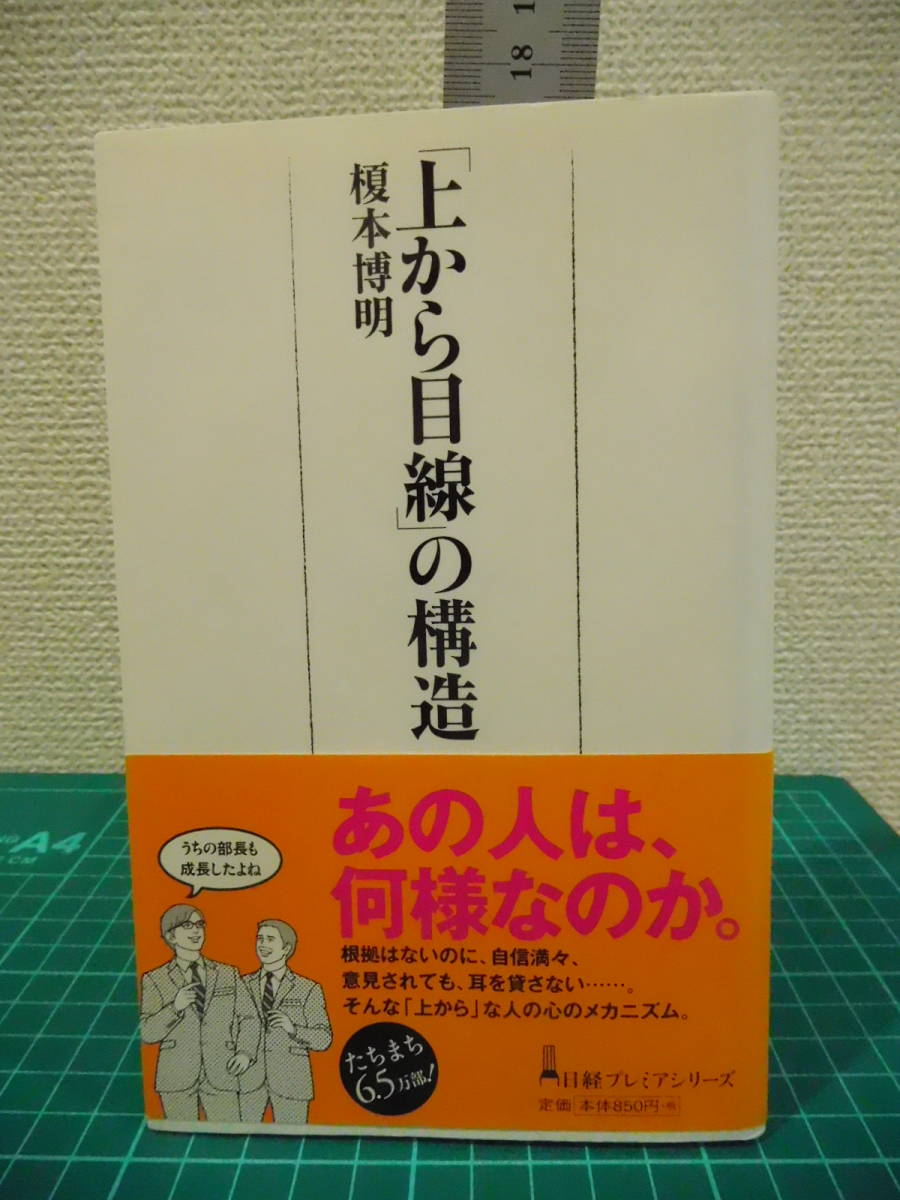 18 1
「上から目線」の構造
榎本博明
あの人は、
何様なのか。
うちの部長も
成長したよね
根拠はないのに、自信満々、
意見されても、耳を貸さない……。
そんな「上から」な人の心のメカニズム。
たちまち
6.5万部!
日経プレミアシリーズ
定価 本体850円+税
A4
CM